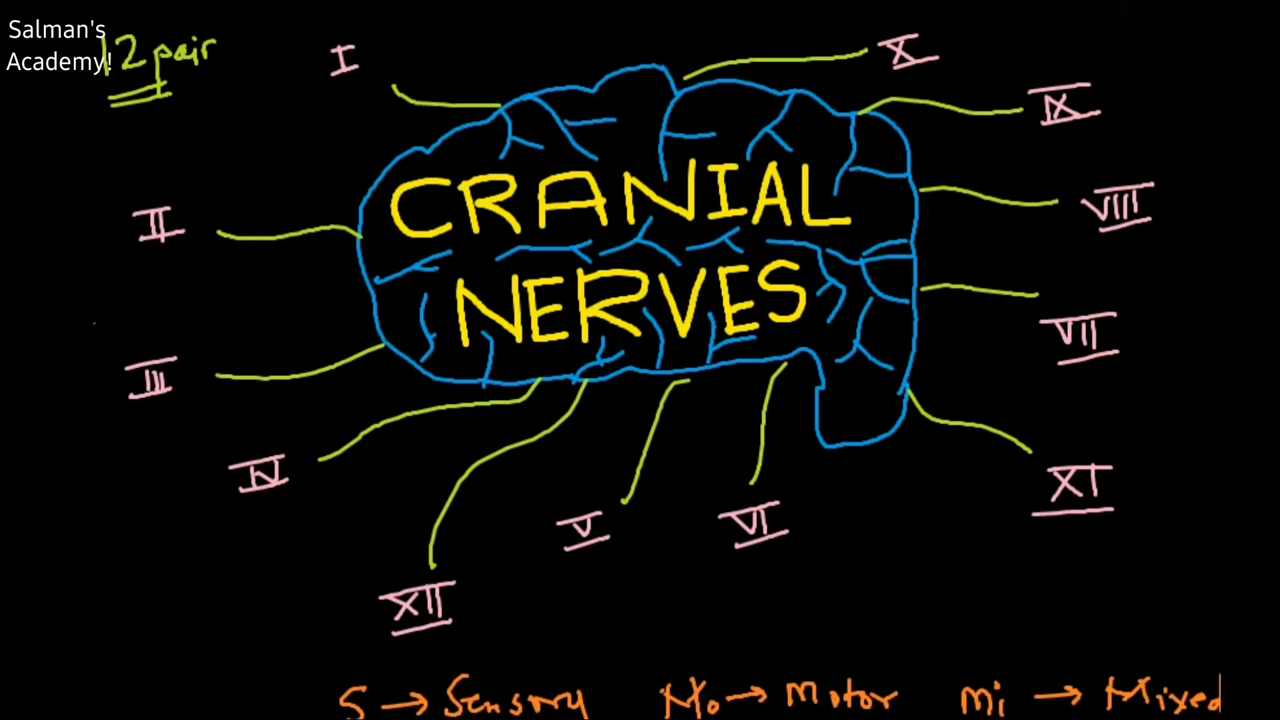 Salman's
Academy!
12 pair
I
X
IX
II
VIII
CRANIAL
NERVES
VII
III
IV
V
VI
XI
XII
S → Sensory Mo → Motor Mi → Mixed